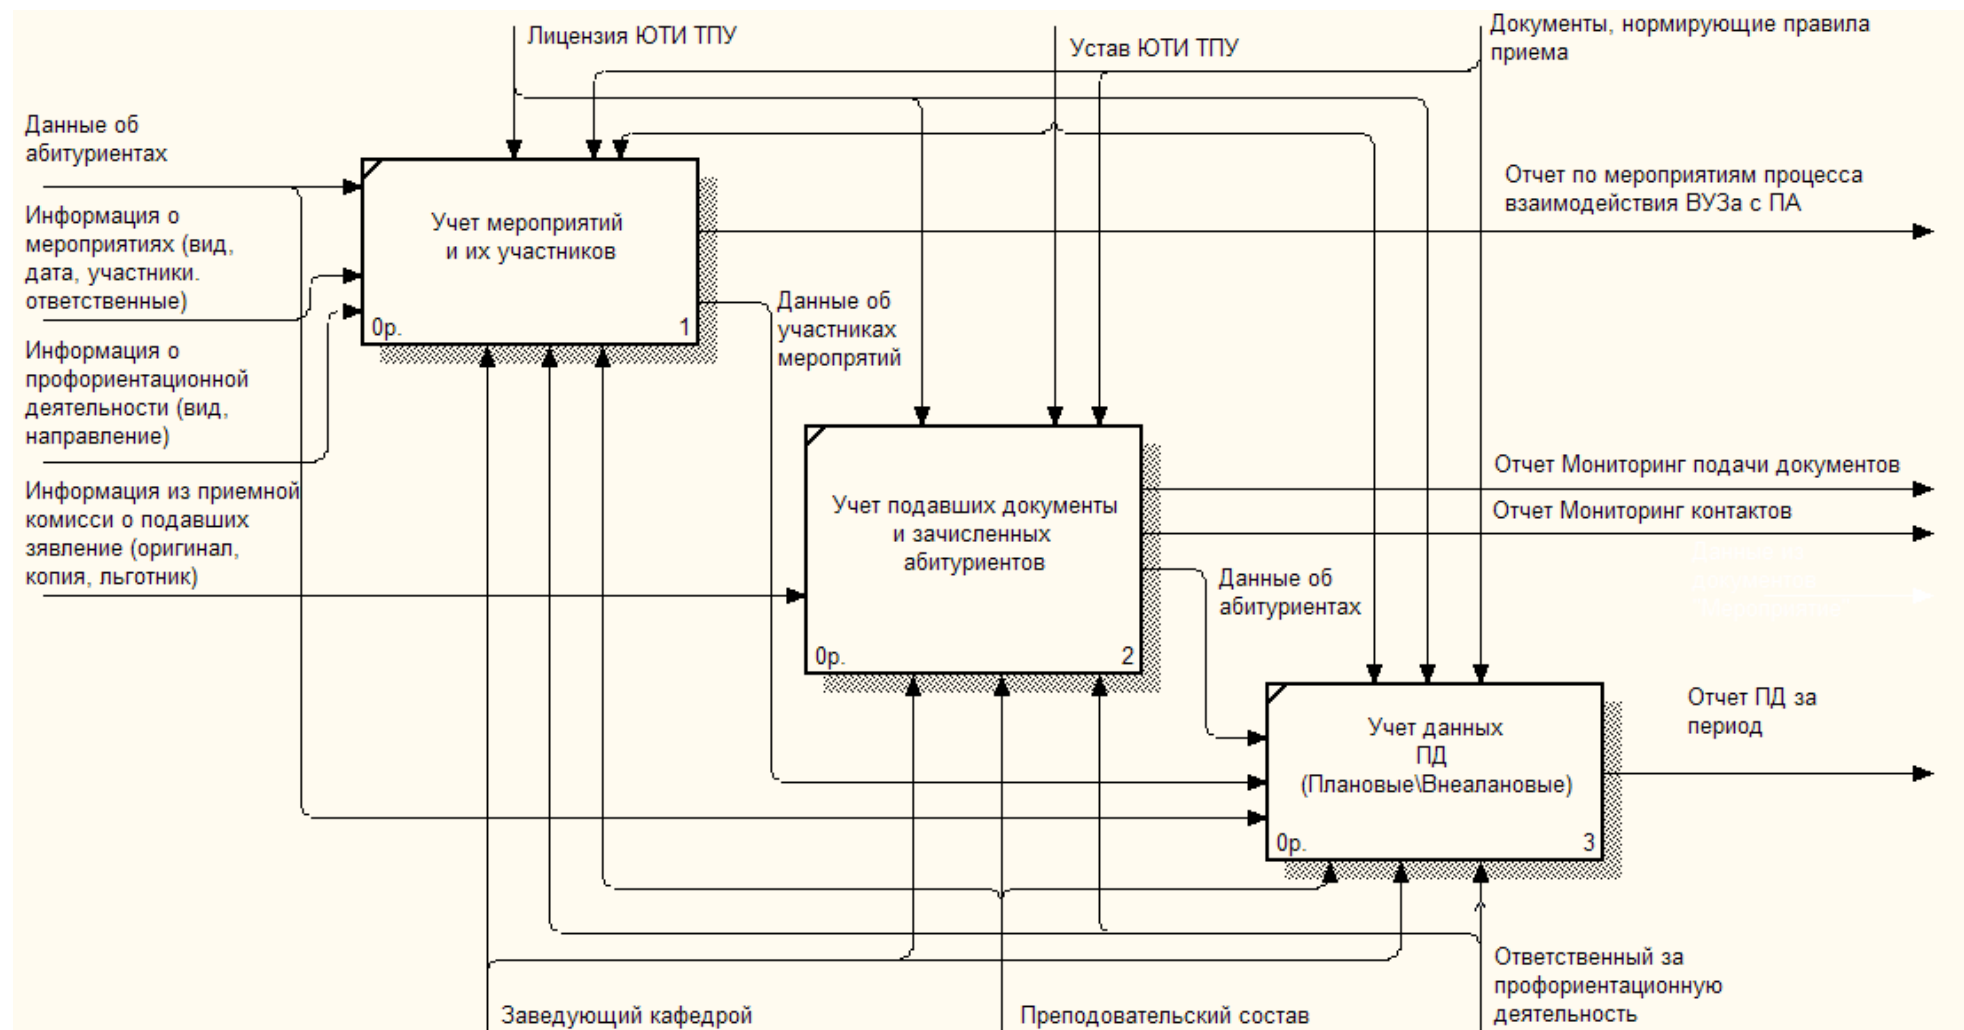 Лицензия ЮТИ ТПУ
Устав ЮТИ ТПУ
Документы, нормирующие правила
приема
Данные об
абитуриентах
Информация о
мероприятиях (вид,
дата, участники.
ответственные)
Информация о
профориентационной
деятельности (вид,
направление)
Информация из приемной
комисси о подавших
зявление (оригинал,
копия, льготник)
Учет мероприятий
и их участников
0р.
1
Отчет по мероприятиям процесса
взаимодействия ВУЗа с ПА
Данные об
участниках
меропрятий
Учет подавших документы
и зачисленных
абитуриентов
0р.
2
Отчет Мониторинг подачи документов
Отчет Мониторинг контактов
Данные об
абитуриентах
Учет данных
ПД
(Плановые\Внеалановые)
0р.
3
Отчет ПД за
период
Заведующий кафедрой
Преподовательский состав
Ответственный за
профориентационную
деятельность